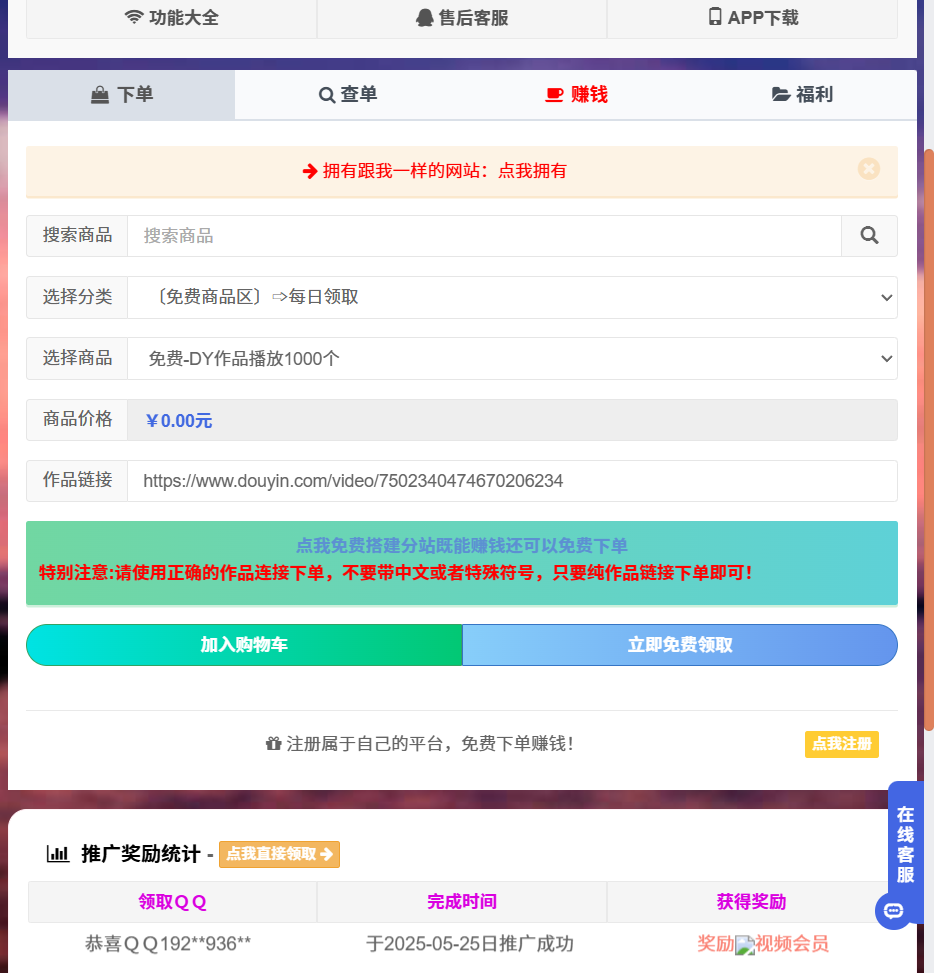 功能大全
售后客服
APP下载
下单
查单
赚钱
福利
拥有跟我一样的网站：点我拥有
搜索商品
搜索商品
选择分类
〔免费商品区〕⇨每日领取
选择商品
免费-DY作品播放1000个
商品价格
￥0.00元
作品链接
https://www.douyin.com/video/7502340474670206234
点我免费搭建分站既能赚钱还可以免费下单
特别注意:请使用正确的作品连接下单，不要带中文或者特殊符号，只要纯作品链接下单即可！
加入购物车
立即免费领取
注册属于自己的平台，免费下单赚钱！
点我注册
在线客服
推广奖励统计 - 点我直接领取
领取ＱＱ
完成时间
获得奖励
恭喜ＱＱ192**936**
于2025-05-25日推广成功
奖励视频会员